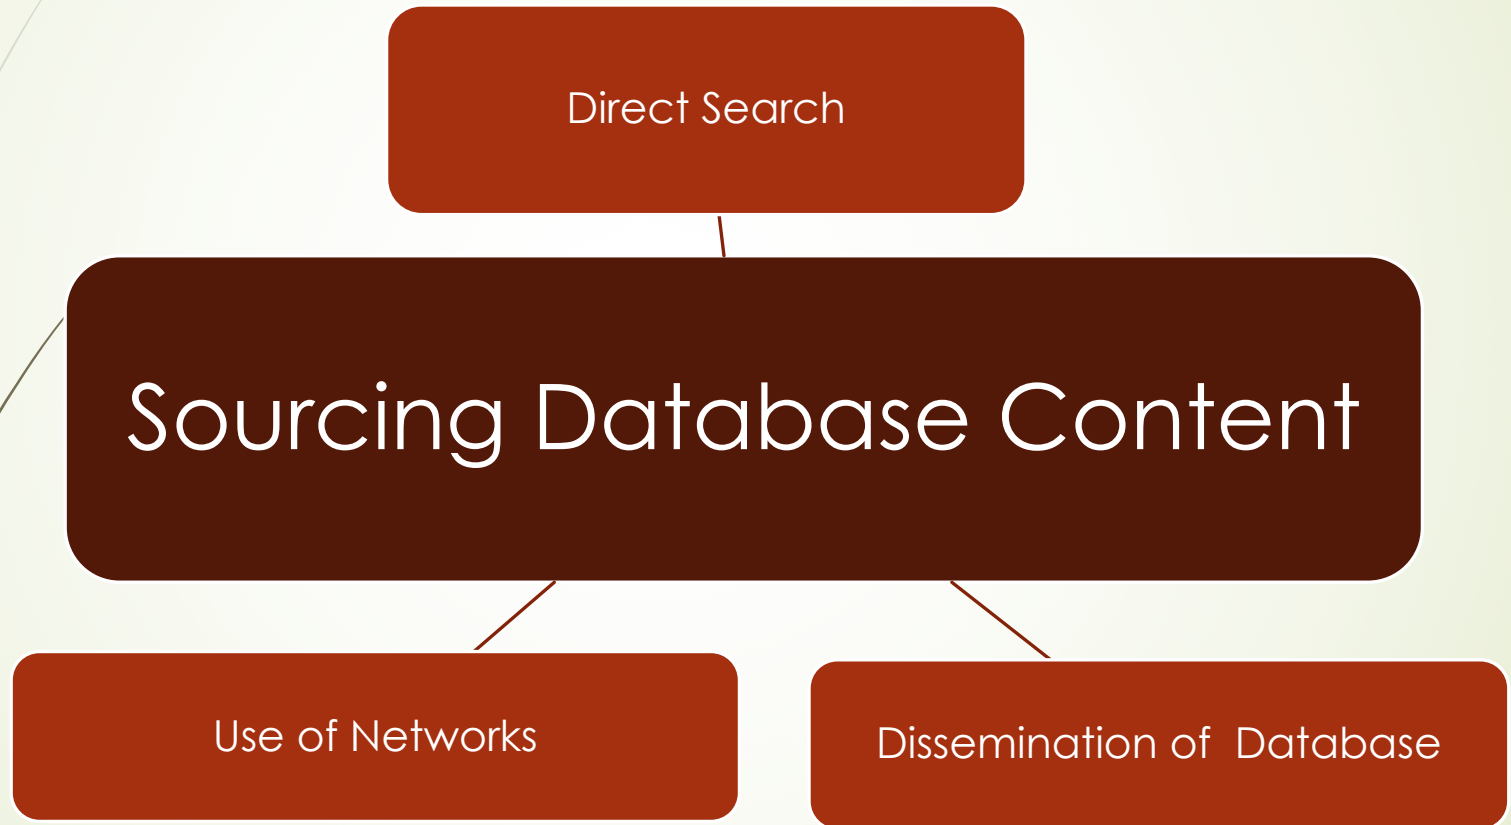 Direct Search
Sourcing Database Content
Use of Networks
Dissemination of  Database